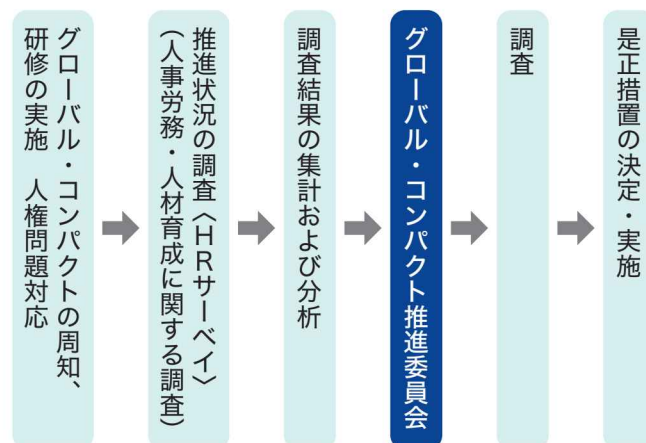 グローバル・コンパクトの周知、
研修の実施　人権問題対応
推進状況の調査〈HRサーベイ〉
（人事労務・人材育成に関する調査）
調査結果の集計および分析
グローバル・コンパクト推進委員会
調査
是正措置の決定・実施